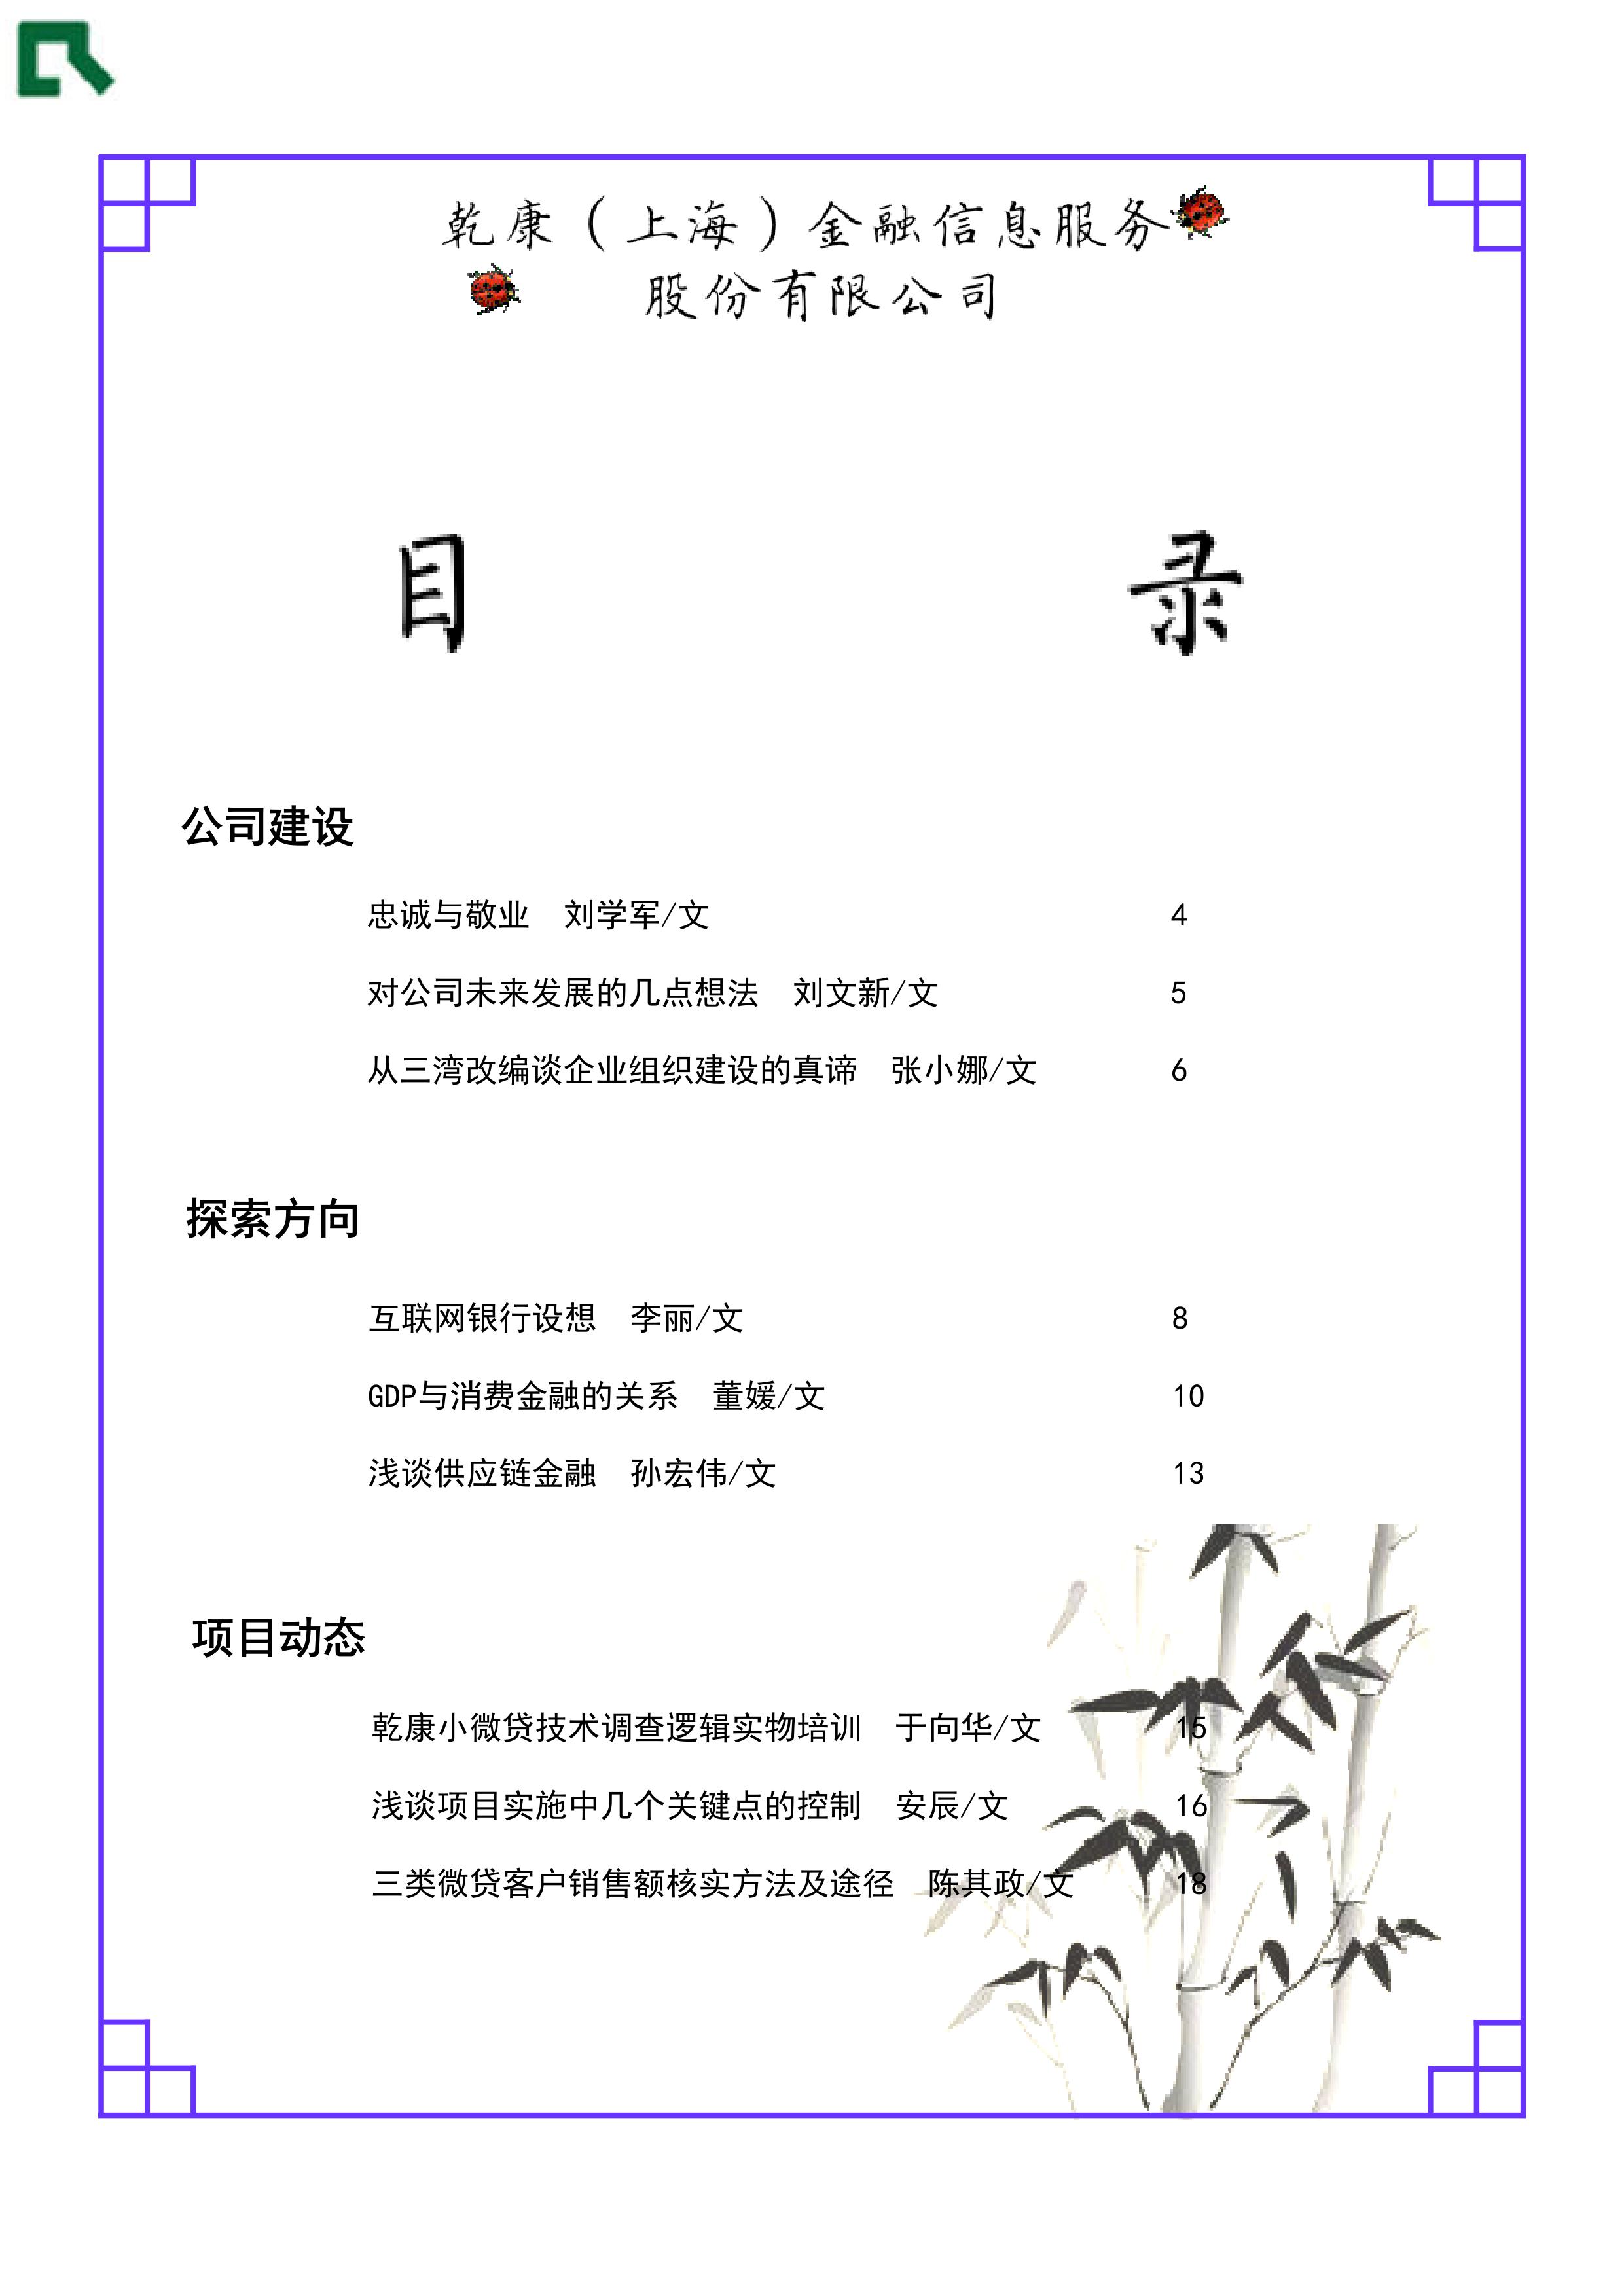 乾康（上海）金融信息服务
股份有限公司
目 录
公司建设
忠诚与敬业 刘学军/文 4
对公司未来发展的几点想法 刘文新/文 5
从三湾改编谈企业组织建设的真谛 张小娜/文 6
探索方向
互联网银行设想 李丽/文 8
GDP与消费金融的关系 董媛/文 10
浅谈供应链金融 孙宏伟/文 13
项目动态
乾康小微贷技术调查逻辑实物培训 于向华/文 15
浅谈项目实施中几个关键点的控制 安辰/文 16
三类微贷客户销售额核实方法及途径 陈其政/文 18